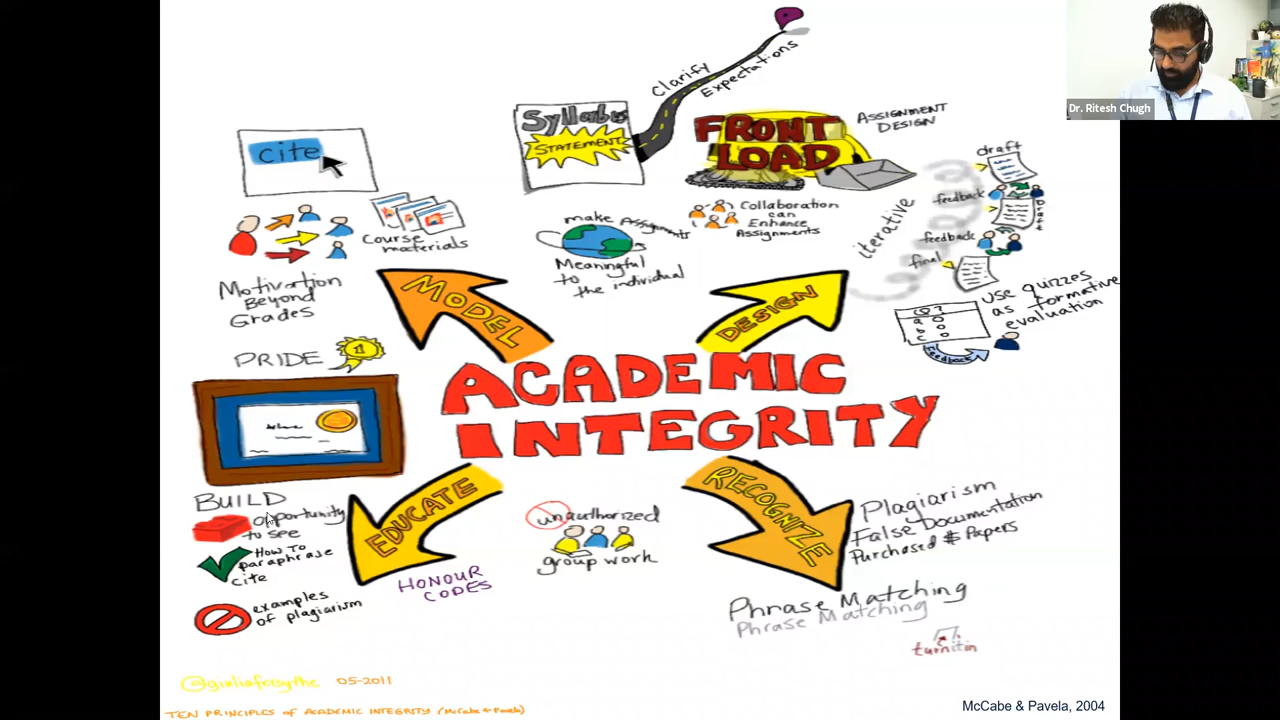 Dr. Ritesh Chugh
Clarify
Expectations
Syllabus
STATEMENT
FRONT
LOAD
ASSIGNMENT
DESIGN
cite
Course
materials
Motivation
Beyond
Grades
MODEL
make Assignments
Meaningful
to
the individual
Collaboration
can
Enhance
Assignments
DESIGN
iterative
draft
feedback
Draft
feedback
final
use quizzes
as formative
evaluation
a
b
c
feedback
PRIDE
1
ACADEMIC
INTEGRITY
BUILD
opportunity
to see
How To
paraphrase
cite
examples
of plagiarism
EDUCATE
HONOUR
CODES
unauthorized
group work
RECOGNIZE
Plagiarism
False Documentation
Purchased $ Papers
Phrase Matching
Phrase Matching
turnitin
@giuliaforsythe 05-2011
TEN PRINCIPLES OF ACADEMIC INTEGRITY (McCabe & Pavela)
McCabe & Pavela, 2004